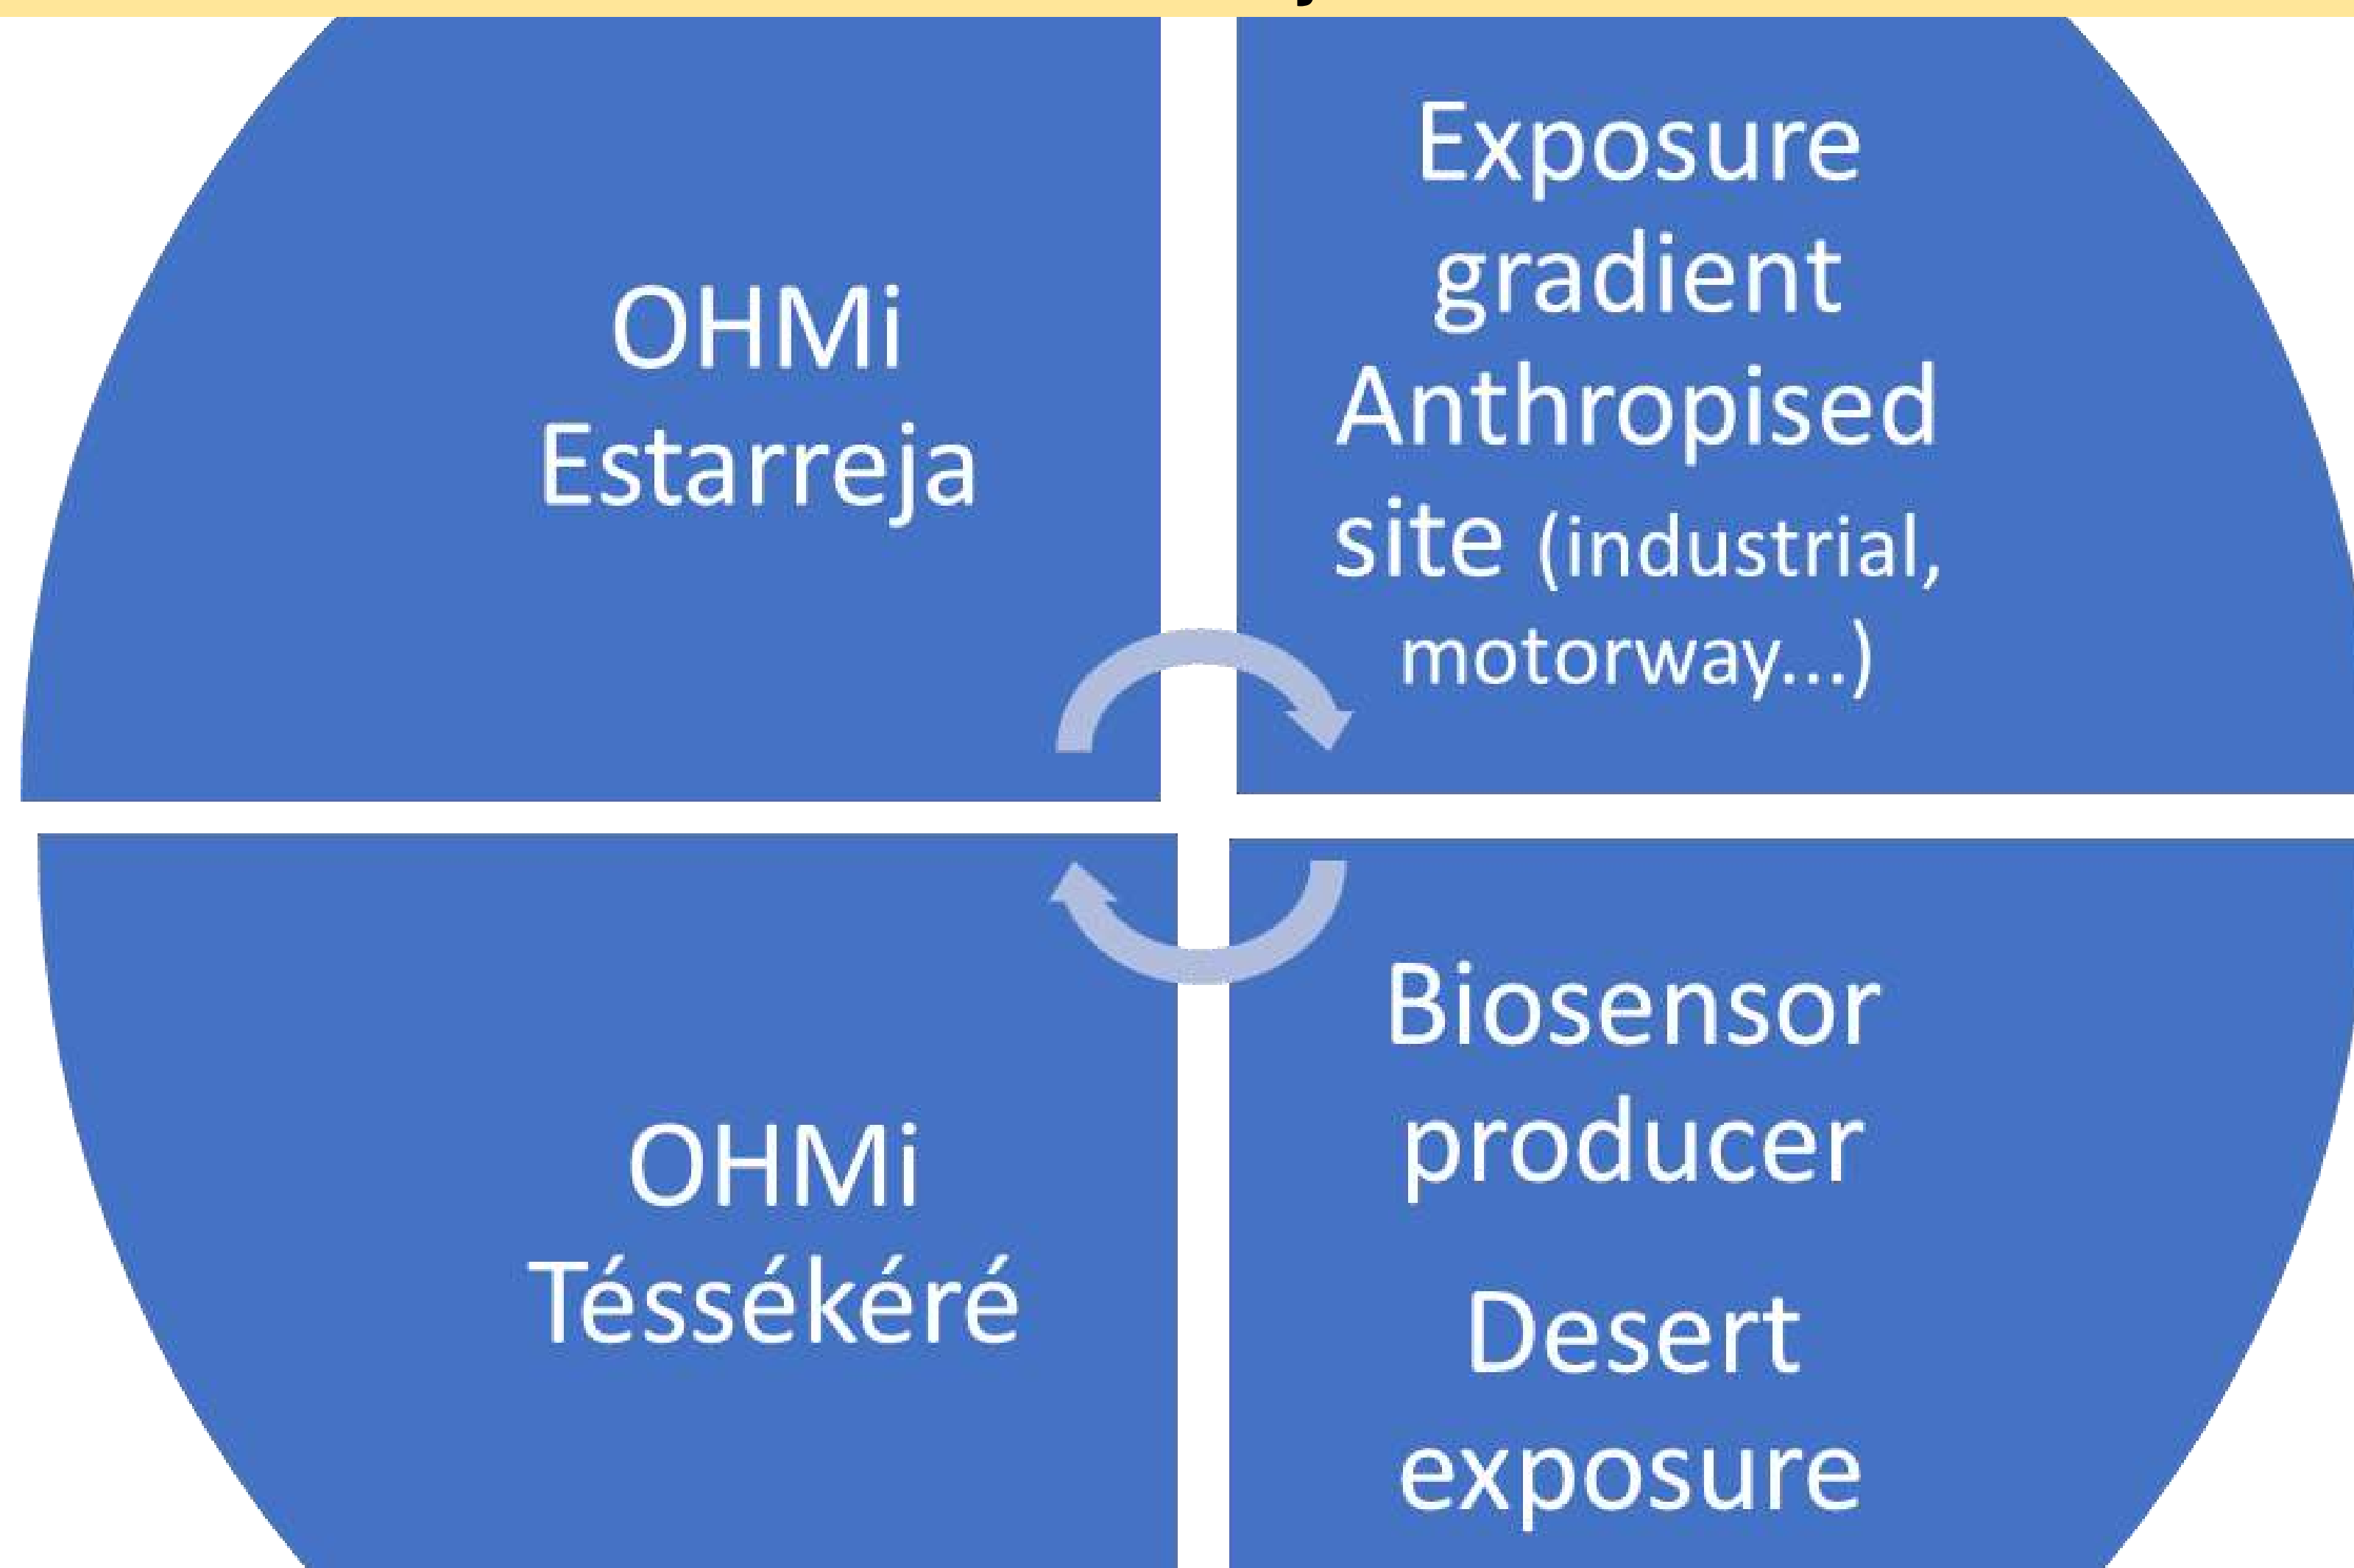 OHMi
Estarreja
Exposure
gradient
Anthropised
site (industrial,
motorway...)
OHMi
Téssékéré
Biosensor
producer
Desert
exposure